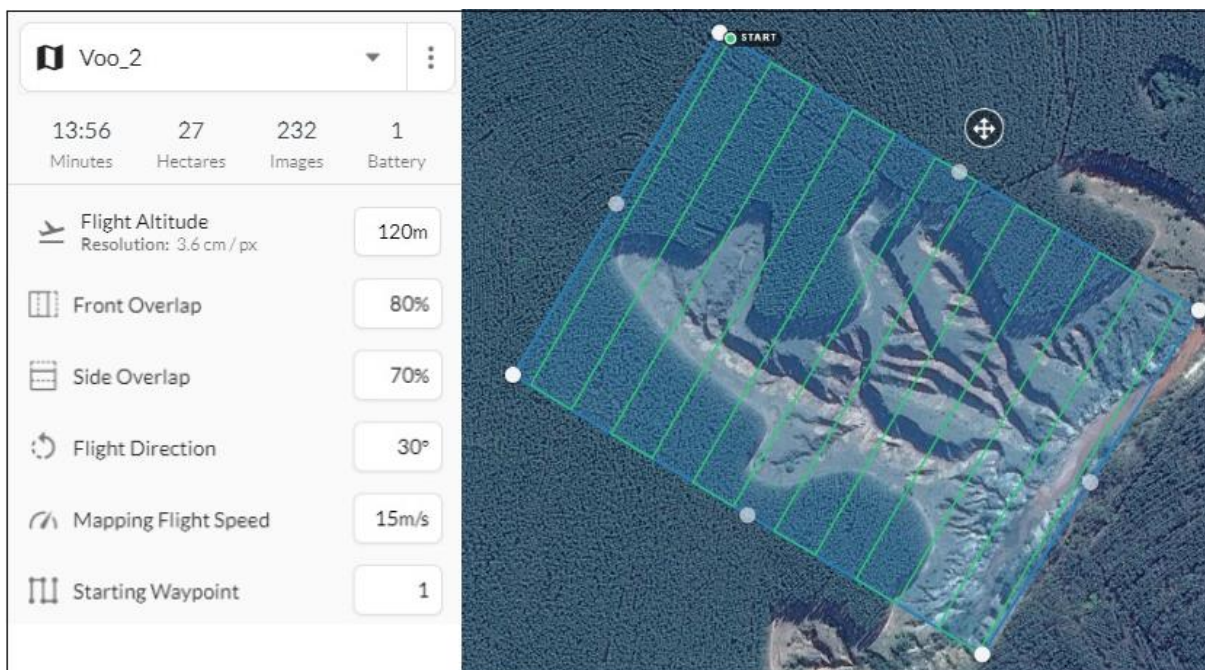 Voo_2
13:56 27 232 1
Minutes Hectares Images Battery
Flight Altitude
Resolution: 3.6 cm / px
120m
Front Overlap 80%
Side Overlap 70%
Flight Direction 30°
Mapping Flight Speed 15m/s
Starting Waypoint 1
START